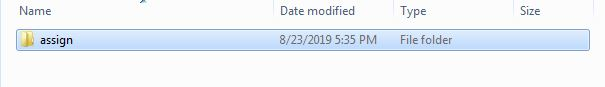 Name Date modified Type Size
assign 8/23/2019 5:35 PM File folder